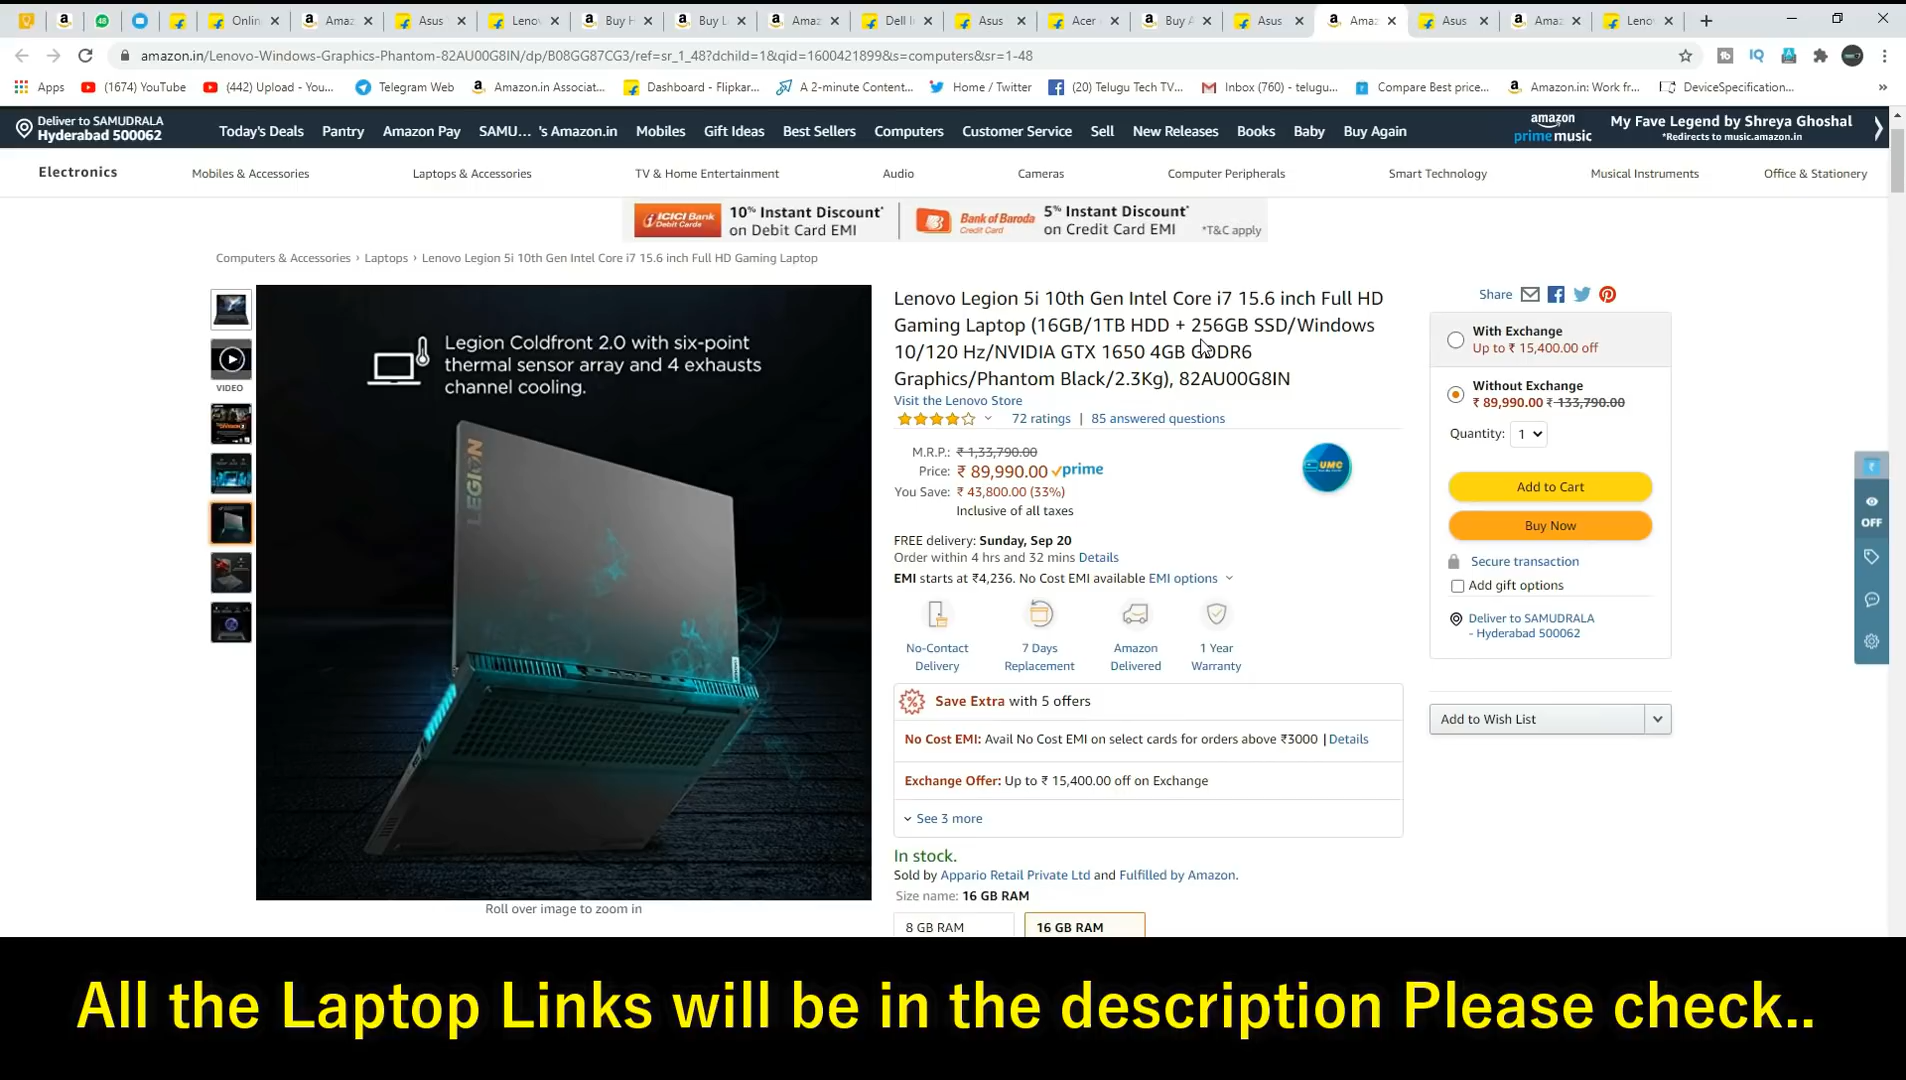 Onlin
Amaz
Asus
Leno
Buy H
Buy L
Amaz
Dell I
Asus
Acer
Buy A
Asus
Amaz
Asus
Amaz
Leno
amazon.in/Lenovo-Windows-Graphics-Phantom-82AU00G8IN/dp/B08GG87CG3/ref=sr_1_48?dchild=1&qid=1600421899&s=computers&sr=1-48
Apps
(1674) YouTube
(442) Upload - You...
Telegram Web
Amazon.in Associat...
Dashboard - Flipkar...
A 2-minute Content...
Home / Twitter
(20) Telugu Tech TV...
Inbox (760) - telugu...
Compare Best price...
Amazon.in: Work fr...
DeviceSpecification...
Deliver to SAMUDRALA
Hyderabad 500062
Today's Deals
Pantry
Amazon Pay
SAMU... 's Amazon.in
Mobiles
Gift Ideas
Best Sellers
Computers
Customer Service
Sell
New Releases
Books
Baby
Buy Again
amazon
prime music
My Fave Legend by Shreya Ghoshal
*Redirects to music.amazon.in
Electronics
Mobiles & Accessories
Laptops & Accessories
TV & Home Entertainment
Audio
Cameras
Computer Peripherals
Smart Technology
Musical Instruments
Office & Stationery
ICICI Bank
Debit Cards
10% Instant Discount*
on Debit Card EMI
Bank of Baroda
Credit Card
5% Instant Discount*
on Credit Card EMI
*T&C apply
Computers & Accessories › Laptops › Lenovo Legion 5i 10th Gen Intel Core i7 15.6 inch Full HD Gaming Laptop
VIDEO
Legion Coldfront 2.0 with six-point
thermal sensor array and 4 exhausts
channel cooling.
LEGION
Roll over image to zoom in
Lenovo Legion 5i 10th Gen Intel Core i7 15.6 inch Full HD
Gaming Laptop (16GB/1TB HDD + 256GB SSD/Windows
10/120 Hz/NVIDIA GTX 1650 4GB GDDR6
Graphics/Phantom Black/2.3Kg), 82AU00G8IN
Visit the Lenovo Store
72 ratings | 85 answered questions
M.R.P.: ₹ 1,33,790.00
Price: ₹ 89,990.00 prime
You Save: ₹ 43,800.00 (33%)
Inclusive of all taxes
UMC
FREE delivery: Sunday, Sep 20
Order within 4 hrs and 32 mins Details
EMI starts at ₹4,236. No Cost EMI available EMI options
No-Contact
Delivery
7 Days
Replacement
Amazon
Delivered
1 Year
Warranty
Save Extra with 5 offers
No Cost EMI: Avail No Cost EMI on select cards for orders above ₹3000 |Details
Exchange Offer: Up to ₹ 15,400.00 off on Exchange
See 3 more
In stock.
Sold by Appario Retail Private Ltd and Fulfilled by Amazon.
Size name: 16 GB RAM
8 GB RAM
16 GB RAM
Share
With Exchange
Up to ₹ 15,400.00 off
Without Exchange
₹ 89,990.00 ₹ 133,790.00
Quantity: 1
Add to Cart
Buy Now
Secure transaction
Add gift options
Deliver to SAMUDRALA
- Hyderabad 500062
Add to Wish List
OFF
All the Laptop Links will be in the description Please check..